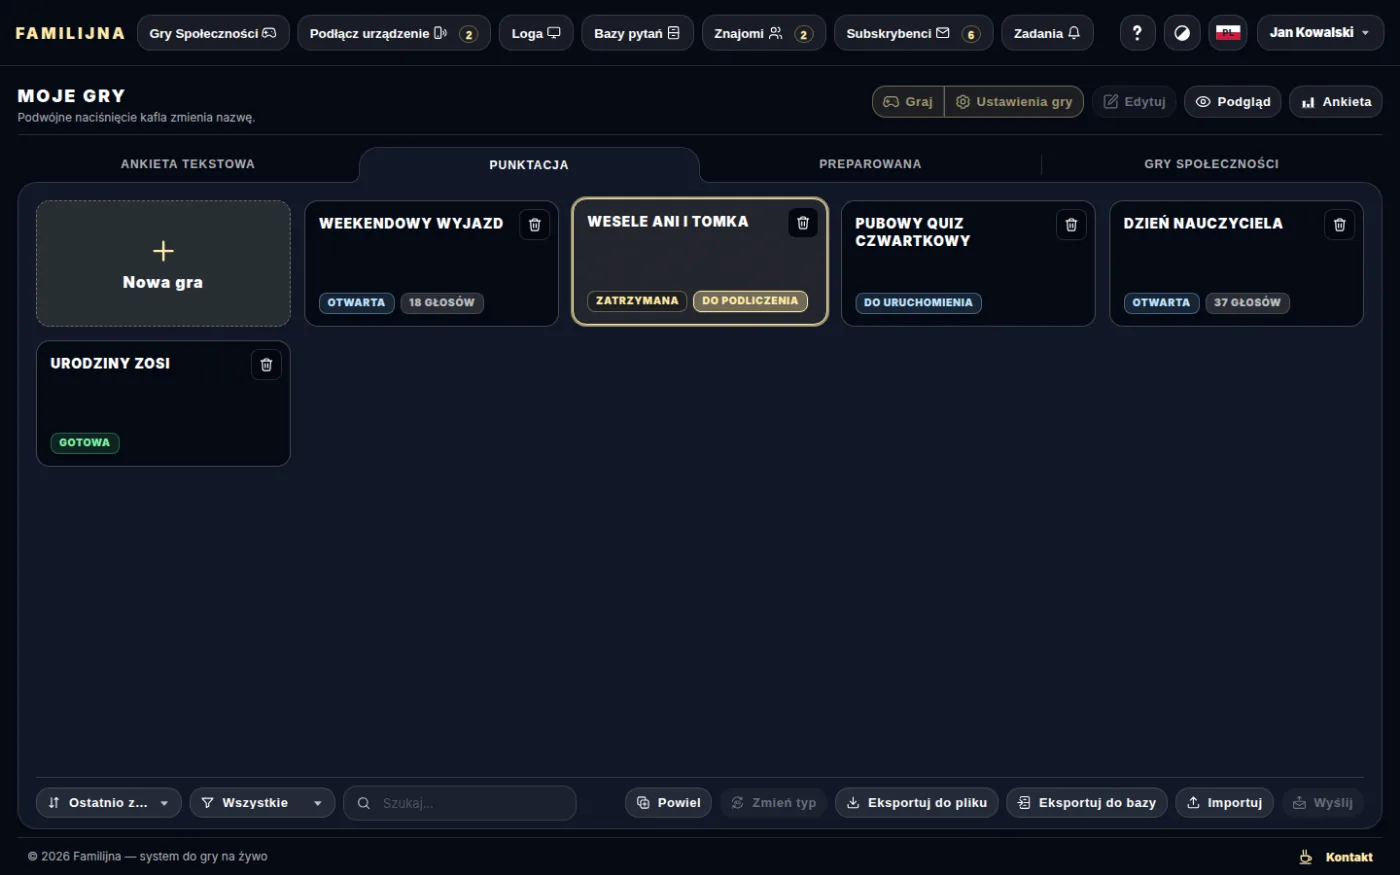 FAMILIJNA
Gry Społeczności
Podłącz urządzenie 2
Loga
Bazy pytań
Znajomi 2
Subskrybenci 6
Zadania
?
PL
Jan Kowalski
MOJE GRY
Podwójne naciśnięcie kafla zmienia nazwę.
Graj
Ustawienia gry
Edytuj
Podgląd
Ankieta
ANKIETA TEKSTOWA
PUNKTACJA
PREPAROWANA
GRY SPOŁECZNOŚCI
Nowa gra
WEEKENDOWY WYJAZD
OTWARTA
18 GŁOSÓW
WESELE ANI I TOMKA
ZATRZYMANA
DO PODLICZENIA
PUBOWY QUIZ
CZWARTKOWY
DO URUCHOMIENIA
DZIEŃ NAUCZYCIELA
OTWARTA
37 GŁOSÓW
URODZINY ZOSI
GOTOWA
Ostatnio z...
Wszystkie
Szukaj...
Powiel
Zmień typ
Eksportuj do pliku
Eksportuj do bazy
Importuj
Wyślij
© 2026 Familijna — system do gry na żywo
Kontakt